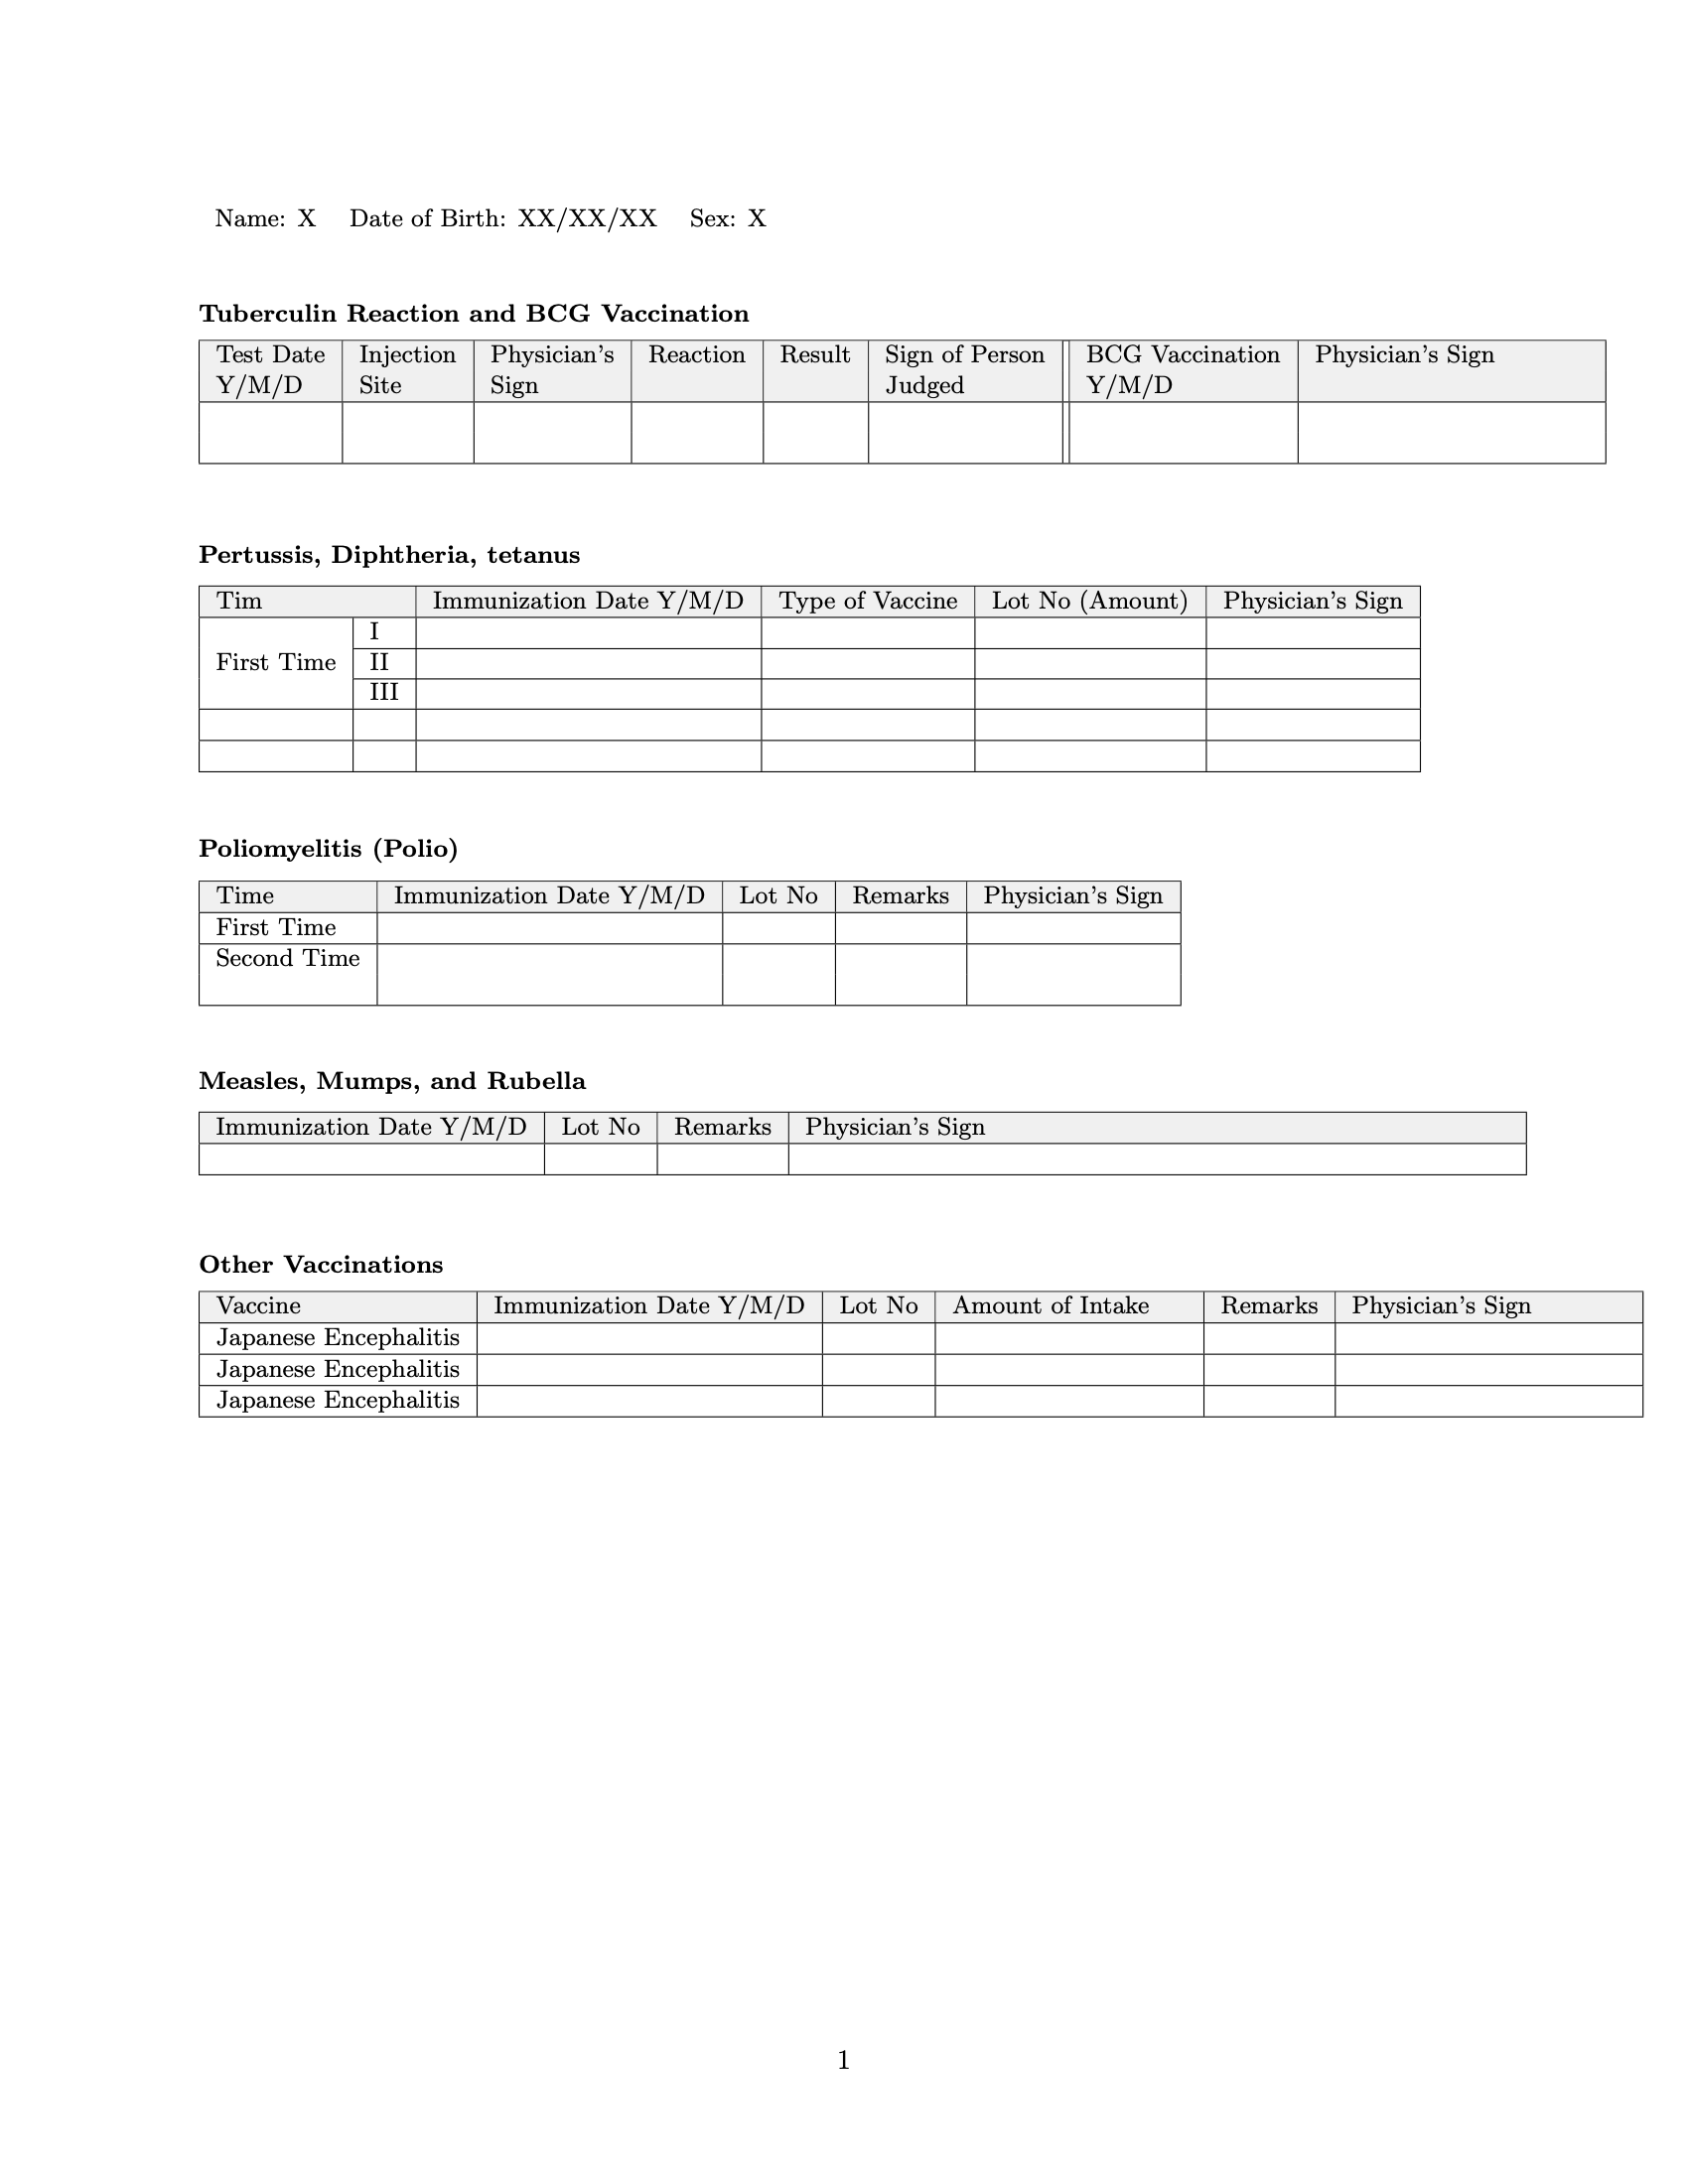 Name: X Date of Birth: XX/XX/XX Sex: X
Tuberculin Reaction and BCG Vaccination
Test Date Injection Physician's Reaction Result Sign of Person BCG Vaccination Physician's Sign
Y/M/D Site Sign Judged Y/M/D
Pertussis, Diphtheria, tetanus
Tim Immunization Date Y/M/D Type of Vaccine Lot No (Amount) Physician's Sign
I
First Time II
III
Poliomyelitis (Polio)
Time Immunization Date Y/M/D Lot No Remarks Physician's Sign
First Time
Second Time
Measles, Mumps, and Rubella
Immunization Date Y/M/D Lot No Remarks Physician's Sign
Other Vaccinations
Vaccine Immunization Date Y/M/D Lot No Amount of Intake Remarks Physician's Sign
Japanese Encephalitis
Japanese Encephalitis
Japanese Encephalitis
1